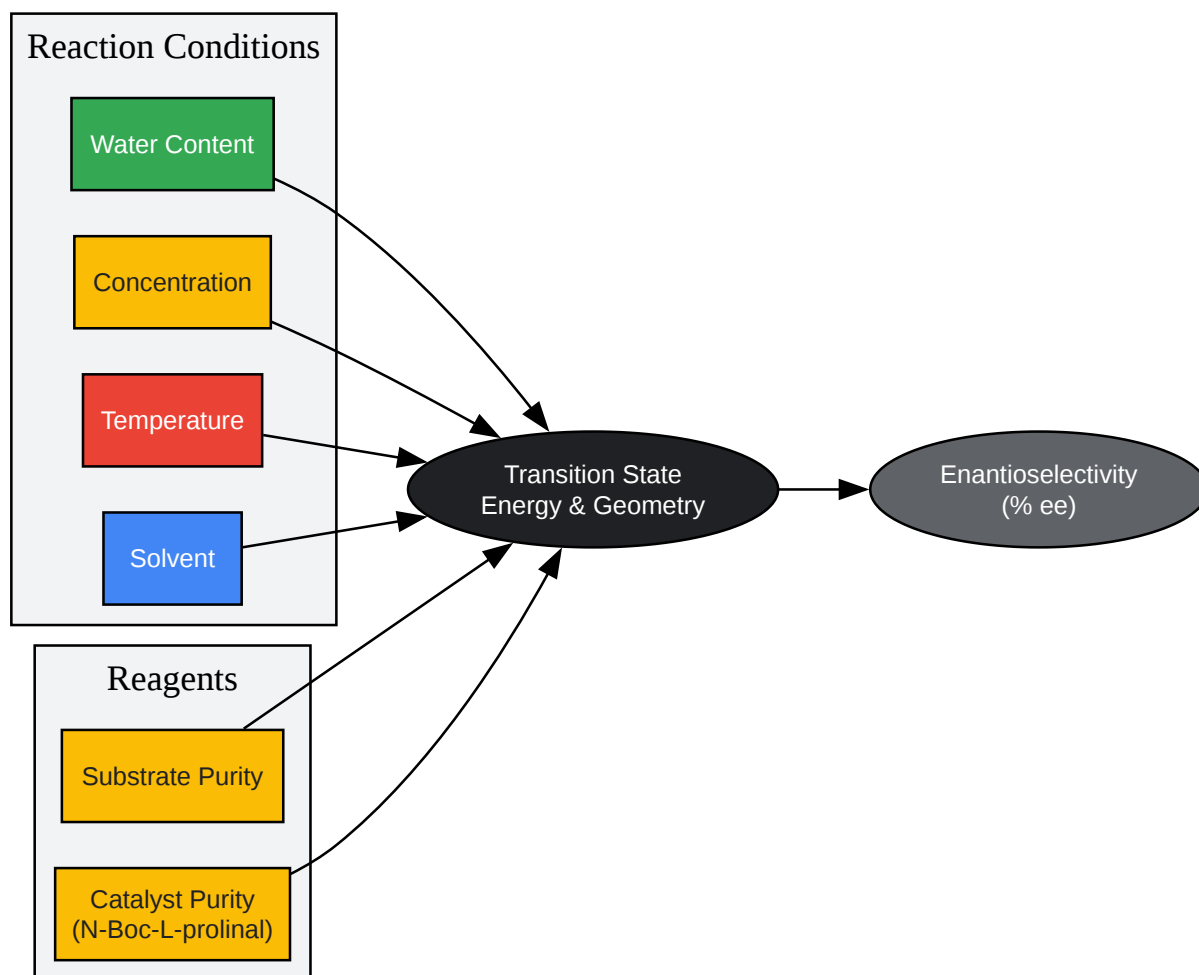 Reaction Conditions
Water Content
Concentration
Temperature
Solvent
Reagents
Substrate Purity
Catalyst Purity
(N-Boc-L-prolinal)
Transition State
Energy & Geometry
Enantioselectivity
(% ee)